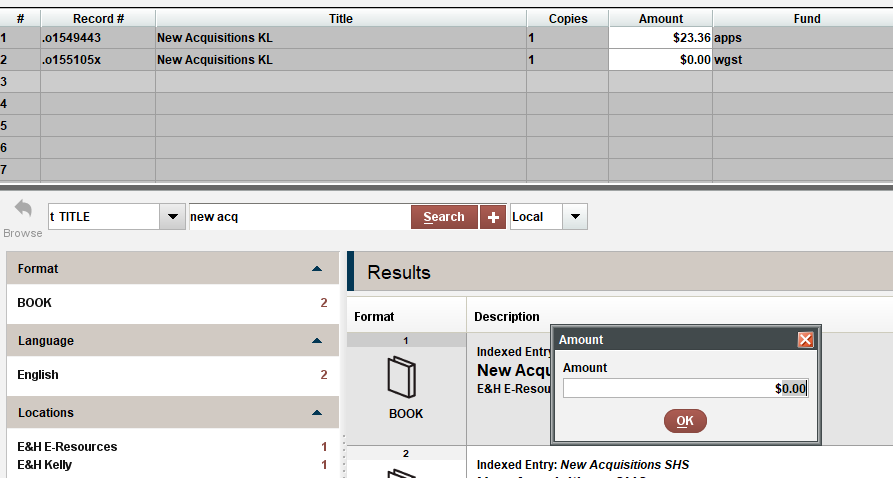 # Record # Title Copies Amount Fund
1 .o1549443 New Acquisitions KL 1 $23.36 apps
2 .o155105x New Acquisitions KL 1 $0.00 wgst
3
4
5
6
7
Browse t TITLE new acq Search + Local
Format
BOOK 2
Language
English 2
Locations
E&H E-Resources 1
E&H Kelly 1
Results
Format Description
1
BOOK
Indexed Entry
New Acqu
E&H E-Resou
2
Indexed Entry: New Acquisitions SHS
Amount
Amount
$0.00
OK